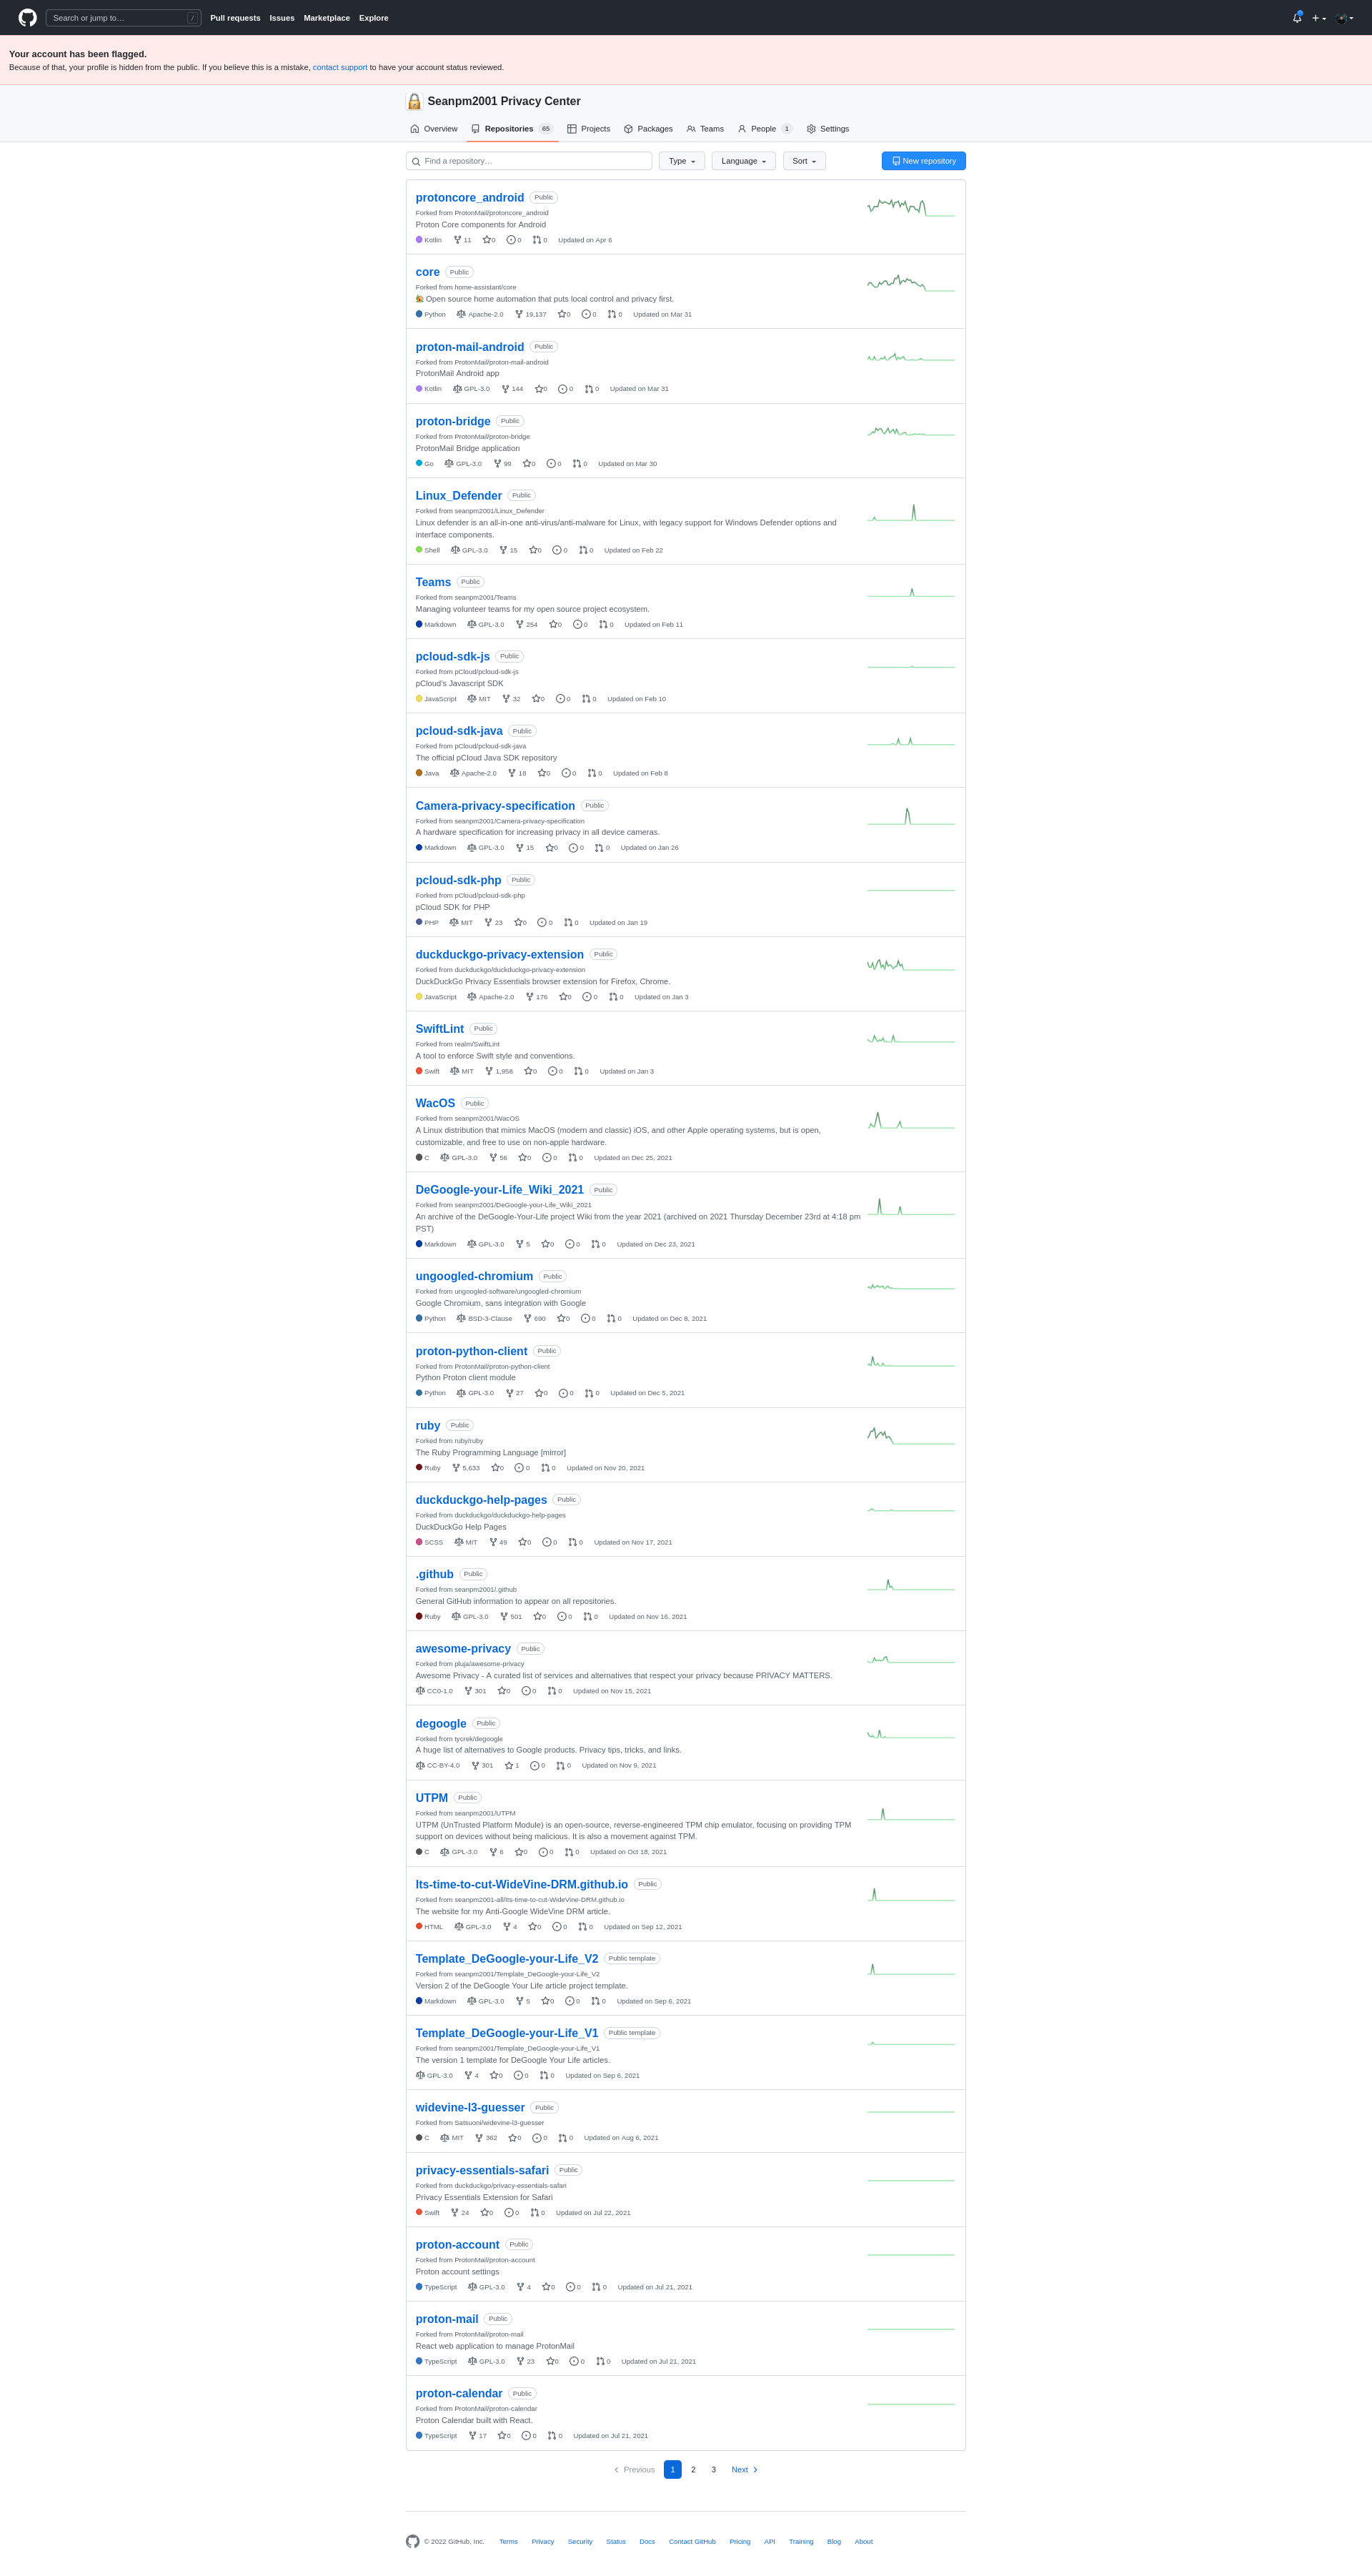 Search or jump to… /
Pull requests Issues Marketplace Explore
Your account has been flagged.
Because of that, your profile is hidden from the public. If you believe this is a mistake, contact support to have your account status reviewed.
Seanpm2001 Privacy Center
Overview Repositories 65 Projects Packages Teams People 1 Settings
Find a repository… Type Language Sort New repository
protoncore_android Public
Forked from ProtonMail/protoncore_android
Proton Core components for Android
Kotlin 11 0 0 0 Updated on Apr 6
core Public
Forked from home-assistant/core
Open source home automation that puts local control and privacy first.
Python Apache-2.0 19,137 0 0 0 Updated on Mar 31
proton-mail-android Public
Forked from ProtonMail/proton-mail-android
ProtonMail Android app
Kotlin GPL-3.0 144 0 0 0 Updated on Mar 31
proton-bridge Public
Forked from ProtonMail/proton-bridge
ProtonMail Bridge application
Go GPL-3.0 99 0 0 0 Updated on Mar 30
Linux_Defender Public
Forked from seanpm2001/Linux_Defender
Linux defender is an all-in-one anti-virus/anti-malware for Linux, with legacy support for Windows Defender options and
interface components.
Shell GPL-3.0 15 0 0 0 Updated on Feb 22
Teams Public
Forked from seanpm2001/Teams
Managing volunteer teams for my open source project ecosystem.
Markdown GPL-3.0 254 0 0 0 Updated on Feb 11
pcloud-sdk-js Public
Forked from pCloud/pcloud-sdk-js
pCloud's Javascript SDK
JavaScript MIT 32 0 0 0 Updated on Feb 10
pcloud-sdk-java Public
Forked from pCloud/pcloud-sdk-java
The official pCloud Java SDK repository
Java Apache-2.0 18 0 0 0 Updated on Feb 8
Camera-privacy-specification Public
Forked from seanpm2001/Camera-privacy-specification
A hardware specification for increasing privacy in all device cameras.
Markdown GPL-3.0 15 0 0 0 Updated on Jan 26
pcloud-sdk-php Public
Forked from pCloud/pcloud-sdk-php
pCloud SDK for PHP
PHP MIT 23 0 0 0 Updated on Jan 19
duckduckgo-privacy-extension Public
Forked from duckduckgo/duckduckgo-privacy-extension
DuckDuckGo Privacy Essentials browser extension for Firefox, Chrome.
JavaScript Apache-2.0 176 0 0 0 Updated on Jan 3
SwiftLint Public
Forked from realm/SwiftLint
A tool to enforce Swift style and conventions.
Swift MIT 1,958 0 0 0 Updated on Jan 3
WacOS Public
Forked from seanpm2001/WacOS
A Linux distribution that mimics MacOS (modern and classic) iOS, and other Apple operating systems, but is open,
customizable, and free to use on non-apple hardware.
C GPL-3.0 56 0 0 0 Updated on Dec 25, 2021
DeGoogle-your-Life_Wiki_2021 Public
Forked from seanpm2001/DeGoogle-your-Life_Wiki_2021
An archive of the DeGoogle-Your-Life project Wiki from the year 2021 (archived on 2021 Thursday December 23rd at 4:18 pm
PST)
Markdown GPL-3.0 5 0 0 0 Updated on Dec 23, 2021
ungoogled-chromium Public
Forked from ungoogled-software/ungoogled-chromium
Google Chromium, sans integration with Google
Python BSD-3-Clause 690 0 0 0 Updated on Dec 8, 2021
proton-python-client Public
Forked from ProtonMail/proton-python-client
Python Proton client module
Python GPL-3.0 27 0 0 0 Updated on Dec 5, 2021
ruby Public
Forked from ruby/ruby
The Ruby Programming Language [mirror]
Ruby 5,633 0 0 0 Updated on Nov 20, 2021
duckduckgo-help-pages Public
Forked from duckduckgo/duckduckgo-help-pages
DuckDuckGo Help Pages
SCSS MIT 49 0 0 0 Updated on Nov 17, 2021
.github Public
Forked from seanpm2001/.github
General GitHub information to appear on all repositories.
Ruby GPL-3.0 501 0 0 0 Updated on Nov 16, 2021
awesome-privacy Public
Forked from pluja/awesome-privacy
Awesome Privacy - A curated list of services and alternatives that respect your privacy because PRIVACY MATTERS.
CC0-1.0 301 0 0 0 Updated on Nov 15, 2021
degoogle Public
Forked from tycrek/degoogle
A huge list of alternatives to Google products. Privacy tips, tricks, and links.
CC-BY-4.0 301 1 0 0 Updated on Nov 9, 2021
UTPM Public
Forked from seanpm2001/UTPM
UTPM (UnTrusted Platform Module) is an open-source, reverse-engineered TPM chip emulator, focusing on providing TPM
support on devices without being malicious. It is also a movement against TPM.
C GPL-3.0 6 0 0 0 Updated on Oct 18, 2021
Its-time-to-cut-WideVine-DRM.github.io Public
Forked from seanpm2001-all/Its-time-to-cut-WideVine-DRM.github.io
The website for my Anti-Google WideVine DRM article.
HTML GPL-3.0 4 0 0 0 Updated on Sep 12, 2021
Template_DeGoogle-your-Life_V2 Public template
Forked from seanpm2001/Template_DeGoogle-your-Life_V2
Version 2 of the DeGoogle Your Life article project template.
Markdown GPL-3.0 5 0 0 0 Updated on Sep 6, 2021
Template_DeGoogle-your-Life_V1 Public template
Forked from seanpm2001/Template_DeGoogle-your-Life_V1
The version 1 template for DeGoogle Your Life articles.
GPL-3.0 4 0 0 0 Updated on Sep 6, 2021
widevine-l3-guesser Public
Forked from Satsuoni/widevine-l3-guesser
C MIT 362 0 0 0 Updated on Aug 6, 2021
privacy-essentials-safari Public
Forked from duckduckgo/privacy-essentials-safari
Privacy Essentials Extension for Safari
Swift 24 0 0 0 Updated on Jul 22, 2021
proton-account Public
Forked from ProtonMail/proton-account
Proton account settings
TypeScript GPL-3.0 4 0 0 0 Updated on Jul 21, 2021
proton-mail Public
Forked from ProtonMail/proton-mail
React web application to manage ProtonMail
TypeScript GPL-3.0 23 0 0 0 Updated on Jul 21, 2021
proton-calendar Public
Forked from ProtonMail/proton-calendar
Proton Calendar built with React.
TypeScript 17 0 0 0 Updated on Jul 21, 2021
Previous 1 2 3 Next
© 2022 GitHub, Inc. Terms Privacy Security Status Docs Contact GitHub Pricing API Training Blog About